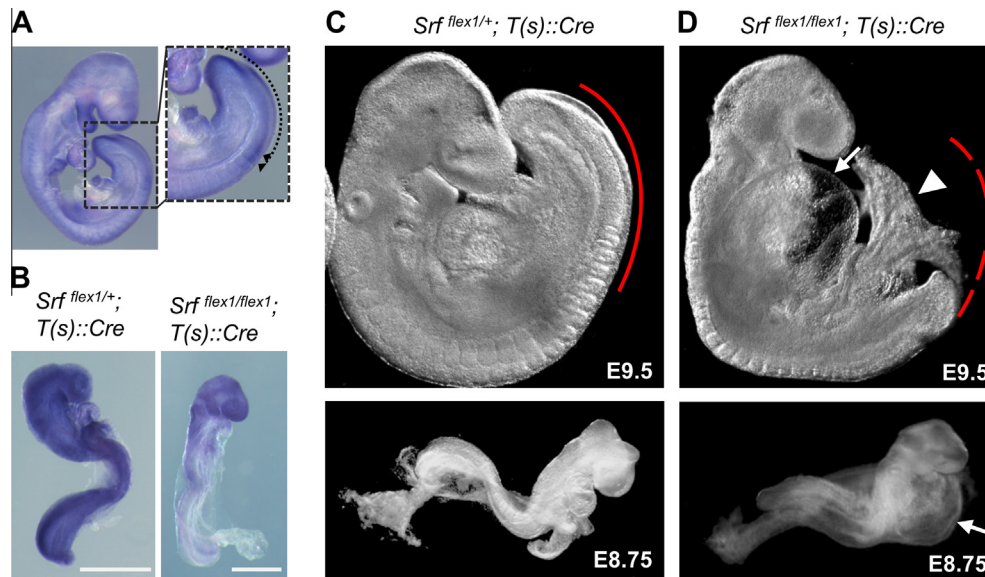 A
B
Srf flex1/+;
T(s)::Cre
Srf flex1/flex1;
T(s)::Cre
C
Srf flex1/+; T(s)::Cre
E9.5
E8.75
D
Srf flex1/flex1; T(s)::Cre
E9.5
E8.75